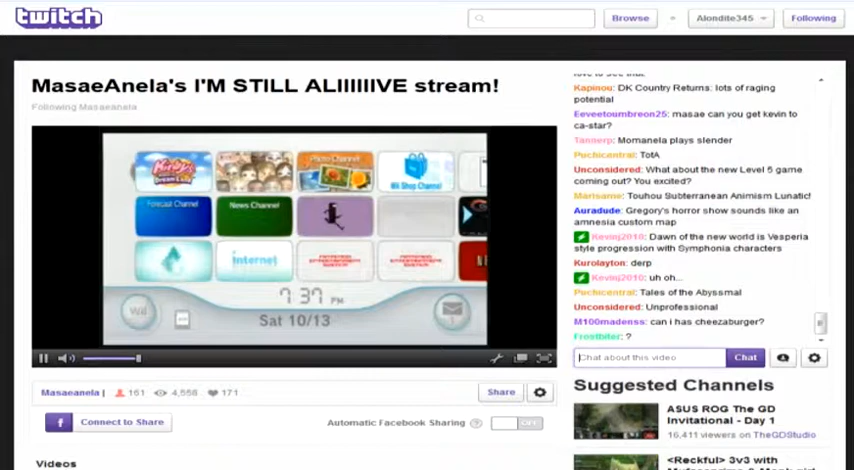 twitch
Browse
Alondite345
Following
MasaeAnela's I'M STILL ALIIIIIIVE stream!
Following Masaeanela
Kirby's
Photo Channel
Wii Shop Channel
Forecast Channel
News Channel
Internet
7:37 PM
Wii
Sat 10/13
Kapinou: DK Country Returns: lots of raging
potential
Eeveetoumbreon25: masae can you get kevin to
ca-star?
Tannerp: Momanela plays slender
Puchicentral: TotA
Unconsidered: What about the new Level 5 game
coming out? You excited?
Marisame: Touhou Subterranean Animism Lunatic!
Auradude: Gregory's horror show sounds like an
amnesia custom map
Kevinj2010: Dawn of the new world is Vesperia
style progression with Symphonia characters
Kurolayton: derp
Kevinj2010: uh oh...
Puchicentral: Tales of the Abyssmal
Unconsidered: Unprofessional
M100madenss: can i has cheezaburger?
Frostbiter: ?
Chat about this video
Chat
Masaeanela | 161 4,556 171
Share
f Connect to Share
Automatic Facebook Sharing ? OFF
Suggested Channels
ASUS ROG The GD
Invitational - Day 1
16,411 viewers on TheGDStudio
<Reckful> 3v3 with
Videos